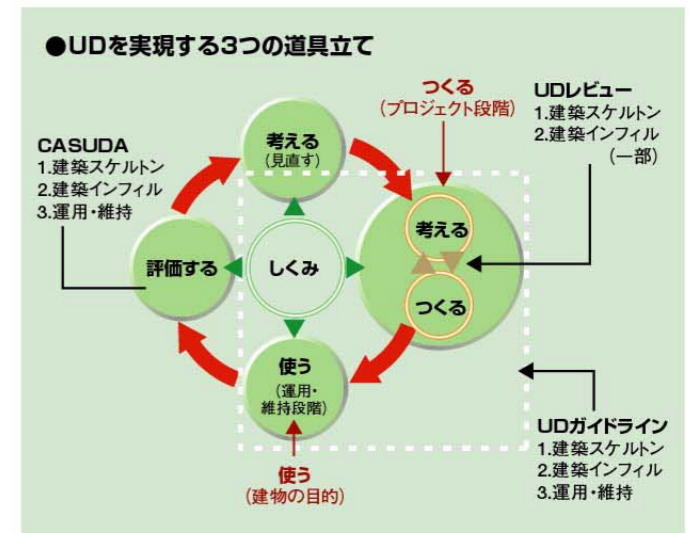 ●UDを実現する3つの道具立て
つくる
(プロジェクト段階)
UDレビュー
1.建築スケルトン
2.建築インフィル
(一部)
CASUDA
1.建築スケルトン
2.建築インフィル
3.運用・維持
考える
(見直す)
考える
評価する
しくみ
つくる
使う
(運用・
維持段階)
使う
(建物の目的)
UDガイドライン
1.建築スケルトン
2.建築インフィル
3.運用・維持